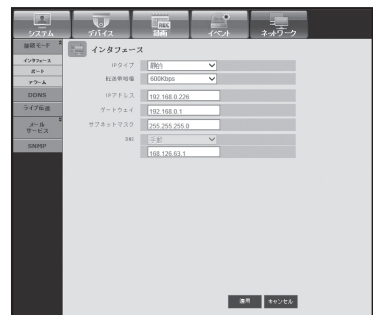 システム
デバイス
REC
録画
イベント
ネットワーク
接続モード
インタフェース
ポート
アラーム
DDNS
ライブ伝送
メール
サービス
SNMP
インタフェース
IPタイプ
静的
転送帯域幅
600Kbps
IPアドレス
192.168.0.226
ゲートウェイ
192.168.0.1
サブネットマスク
255.255.255.0
DNS
手動
168.126.63.1
適用
キャンセル